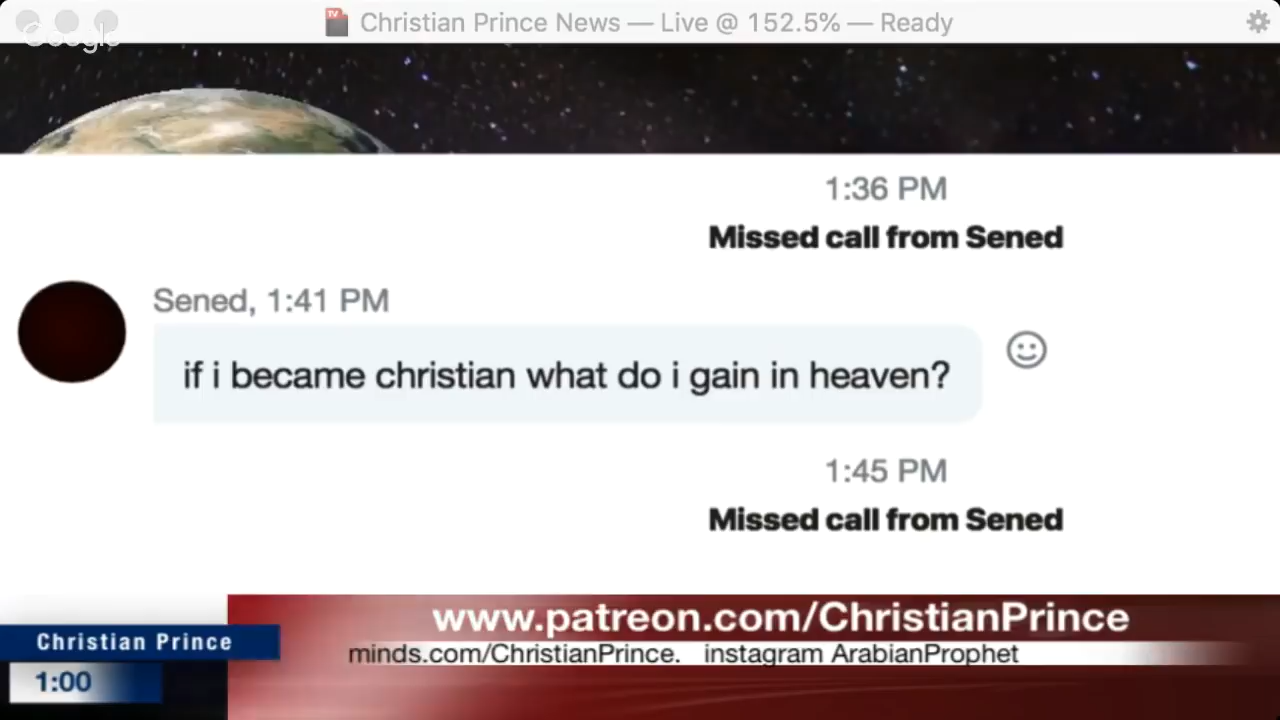 Christian Prince News — Live @ 152.5% — Ready
Google
1:36 PM
Missed call from Sened
Sened, 1:41 PM
if i became christian what do i gain in heaven?
1:45 PM
Missed call from Sened
www.patreon.com/ChristianPrince
Christian Prince
minds.com/ChristianPrince. instagram ArabianProphet
1:00